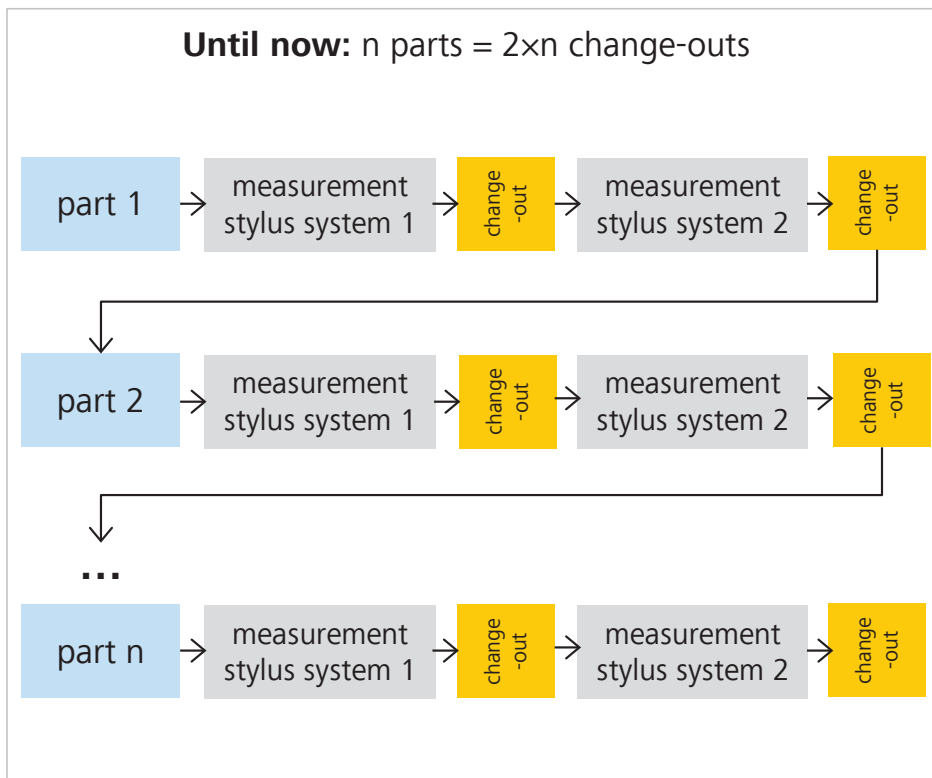 Until now: n parts = 2×n change-outs
part 1
measurement
stylus system 1
change
-out
measurement
stylus system 2
change
-out
part 2
measurement
stylus system 1
change
-out
measurement
stylus system 2
change
-out
...
part n
measurement
stylus system 1
change
-out
measurement
stylus system 2
change
-out